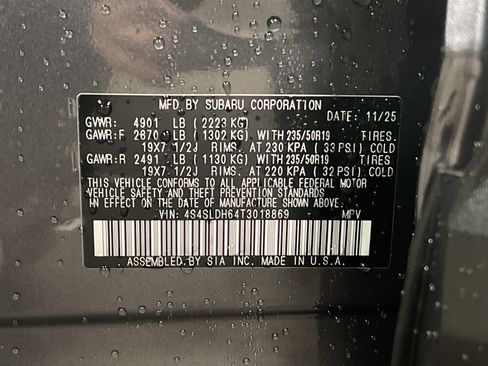 MFD.BY SUBARU CORPORATION
GVWR: 4901 LB (2223 KG) DATE: 11/25
GAWR:F 2870 LB (1302 KG) WITH 235/50R19 TIRES.
19X7 1/2J RIMS AT 230 KPA (33 PSI) COLD
GAWR:R 2491 LB (1130 KG) WITH 235/50R19 TIRES.
19X7 1/2J RIMS AT 220 KPA (32 PSI) COLD
THIS VEHICLE CONFORMS TO ALL APPLICABLE FEDERAL MOTOR
VEHICLE SAFETY AND THEFT PREVENTION STANDARDS IN EFFECT ON
THE DATE OF MANUFACTURE SHOWN ABOVE.
VIN: 4S4SLDH64T3018869 MPV
ASSEMBLED.BY SIA INC. MADE IN U.S.A.